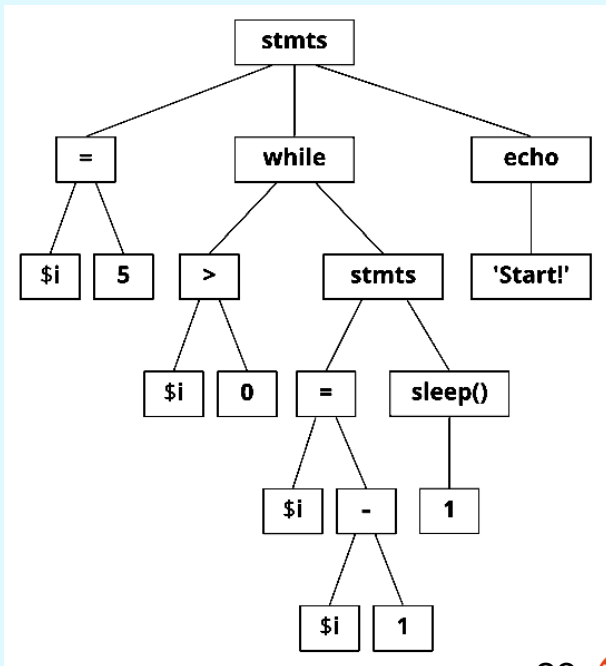 stmts
= while echo
$i 5 > stmts 'Start!'
$i 0 = sleep()
$i - 1
$i 1